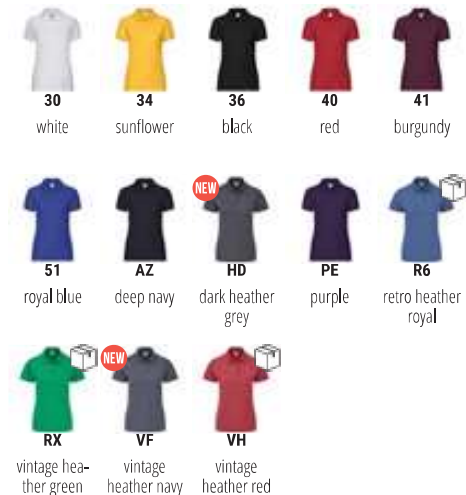 30 34 36 40 41
white sunflower black red burgundy
NEW
51 AZ HD PE R6
royal blue deep navy dark heather purple retro heather
grey royal
NEW
RX VF VH
vintage hea- vintage vintage
ther green heather navy heather red